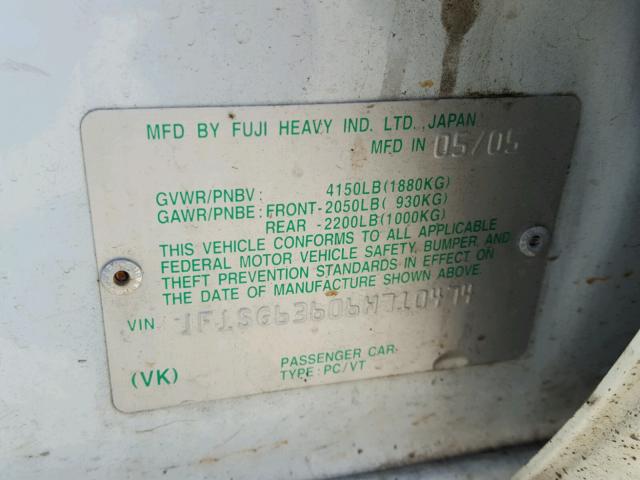 MFD BY FUJI HEAVY IND. LTD., JAPAN
MFD IN 05/05
GVWR/PNBV: 4150LB(1880KG)
GAWR/PNBE: FRONT-2050LB( 930KG)
REAR -2200LB(1000KG)
THIS VEHICLE CONFORMS TO ALL APPLICABLE
FEDERAL MOTOR VEHICLE SAFETY, BUMPER, AND
THEFT PREVENTION STANDARDS IN EFFECT ON
THE DATE OF MANUFACTURE SHOWN ABOVE.
VIN
PASSENGER CAR
(VK) TYPE: PC/VT